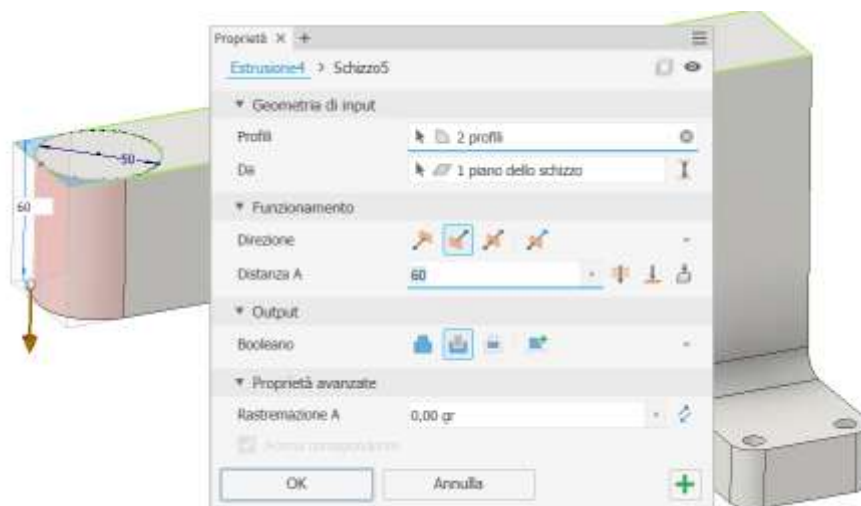 Proprietà × +
Estrusione4 > Schizzo5
Geometria di input
Profili 2 profili
Da 1 piano dello schizzo
Funzionamento
Direzione
Distanza A 60
Output
Booleano
Proprietà avanzate
Rastremazione A 0,00 gr
OK Annulla
50
60